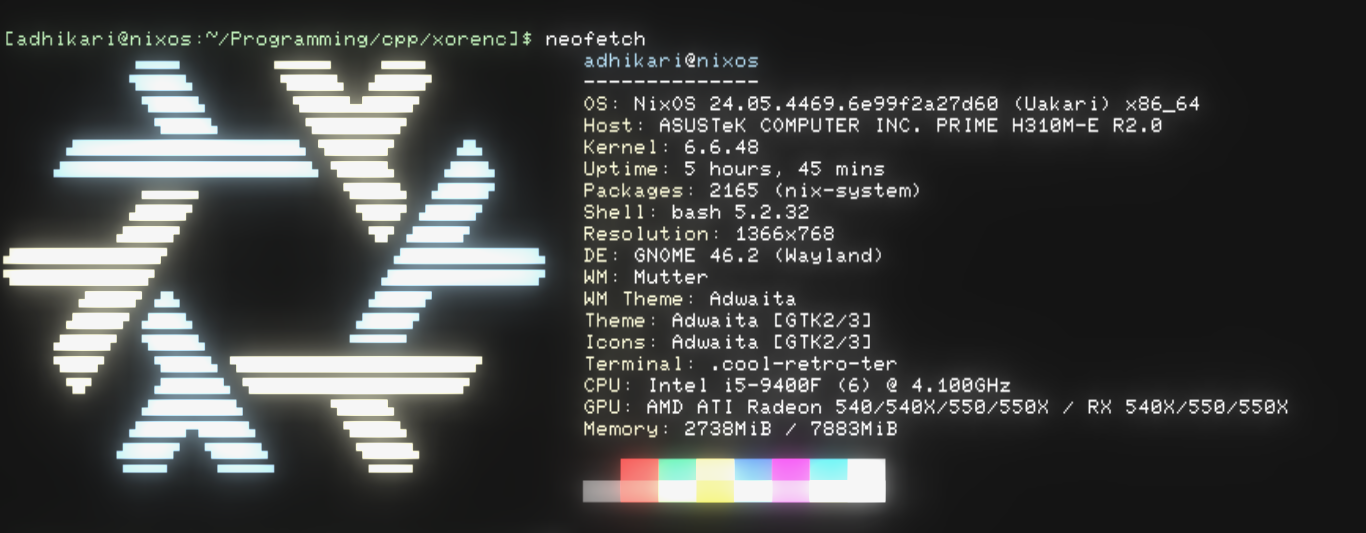 [adhikari@nixos:~/Programming/cpp/xorenc]$ neofetch
adhikari@nixos
--------------
OS: NixOS 24.05.4469.6e99f2a27d60 (Uakari) x86_64
Host: ASUSTeK COMPUTER INC. PRIME H310M-E R2.0
Kernel: 6.6.48
Uptime: 5 hours, 45 mins
Packages: 2165 (nix-system)
Shell: bash 5.2.32
Resolution: 1366x768
DE: GNOME 46.2 (Wayland)
WM: Mutter
WM Theme: Adwaita
Theme: Adwaita [GTK2/3]
Icons: Adwaita [GTK2/3]
Terminal: .cool-retro-ter
CPU: Intel i5-9400F (6) @ 4.100GHz
GPU: AMD ATI Radeon 540/540X/550/550X / RX 540X/550/550X
Memory: 2738MiB / 7883MiB